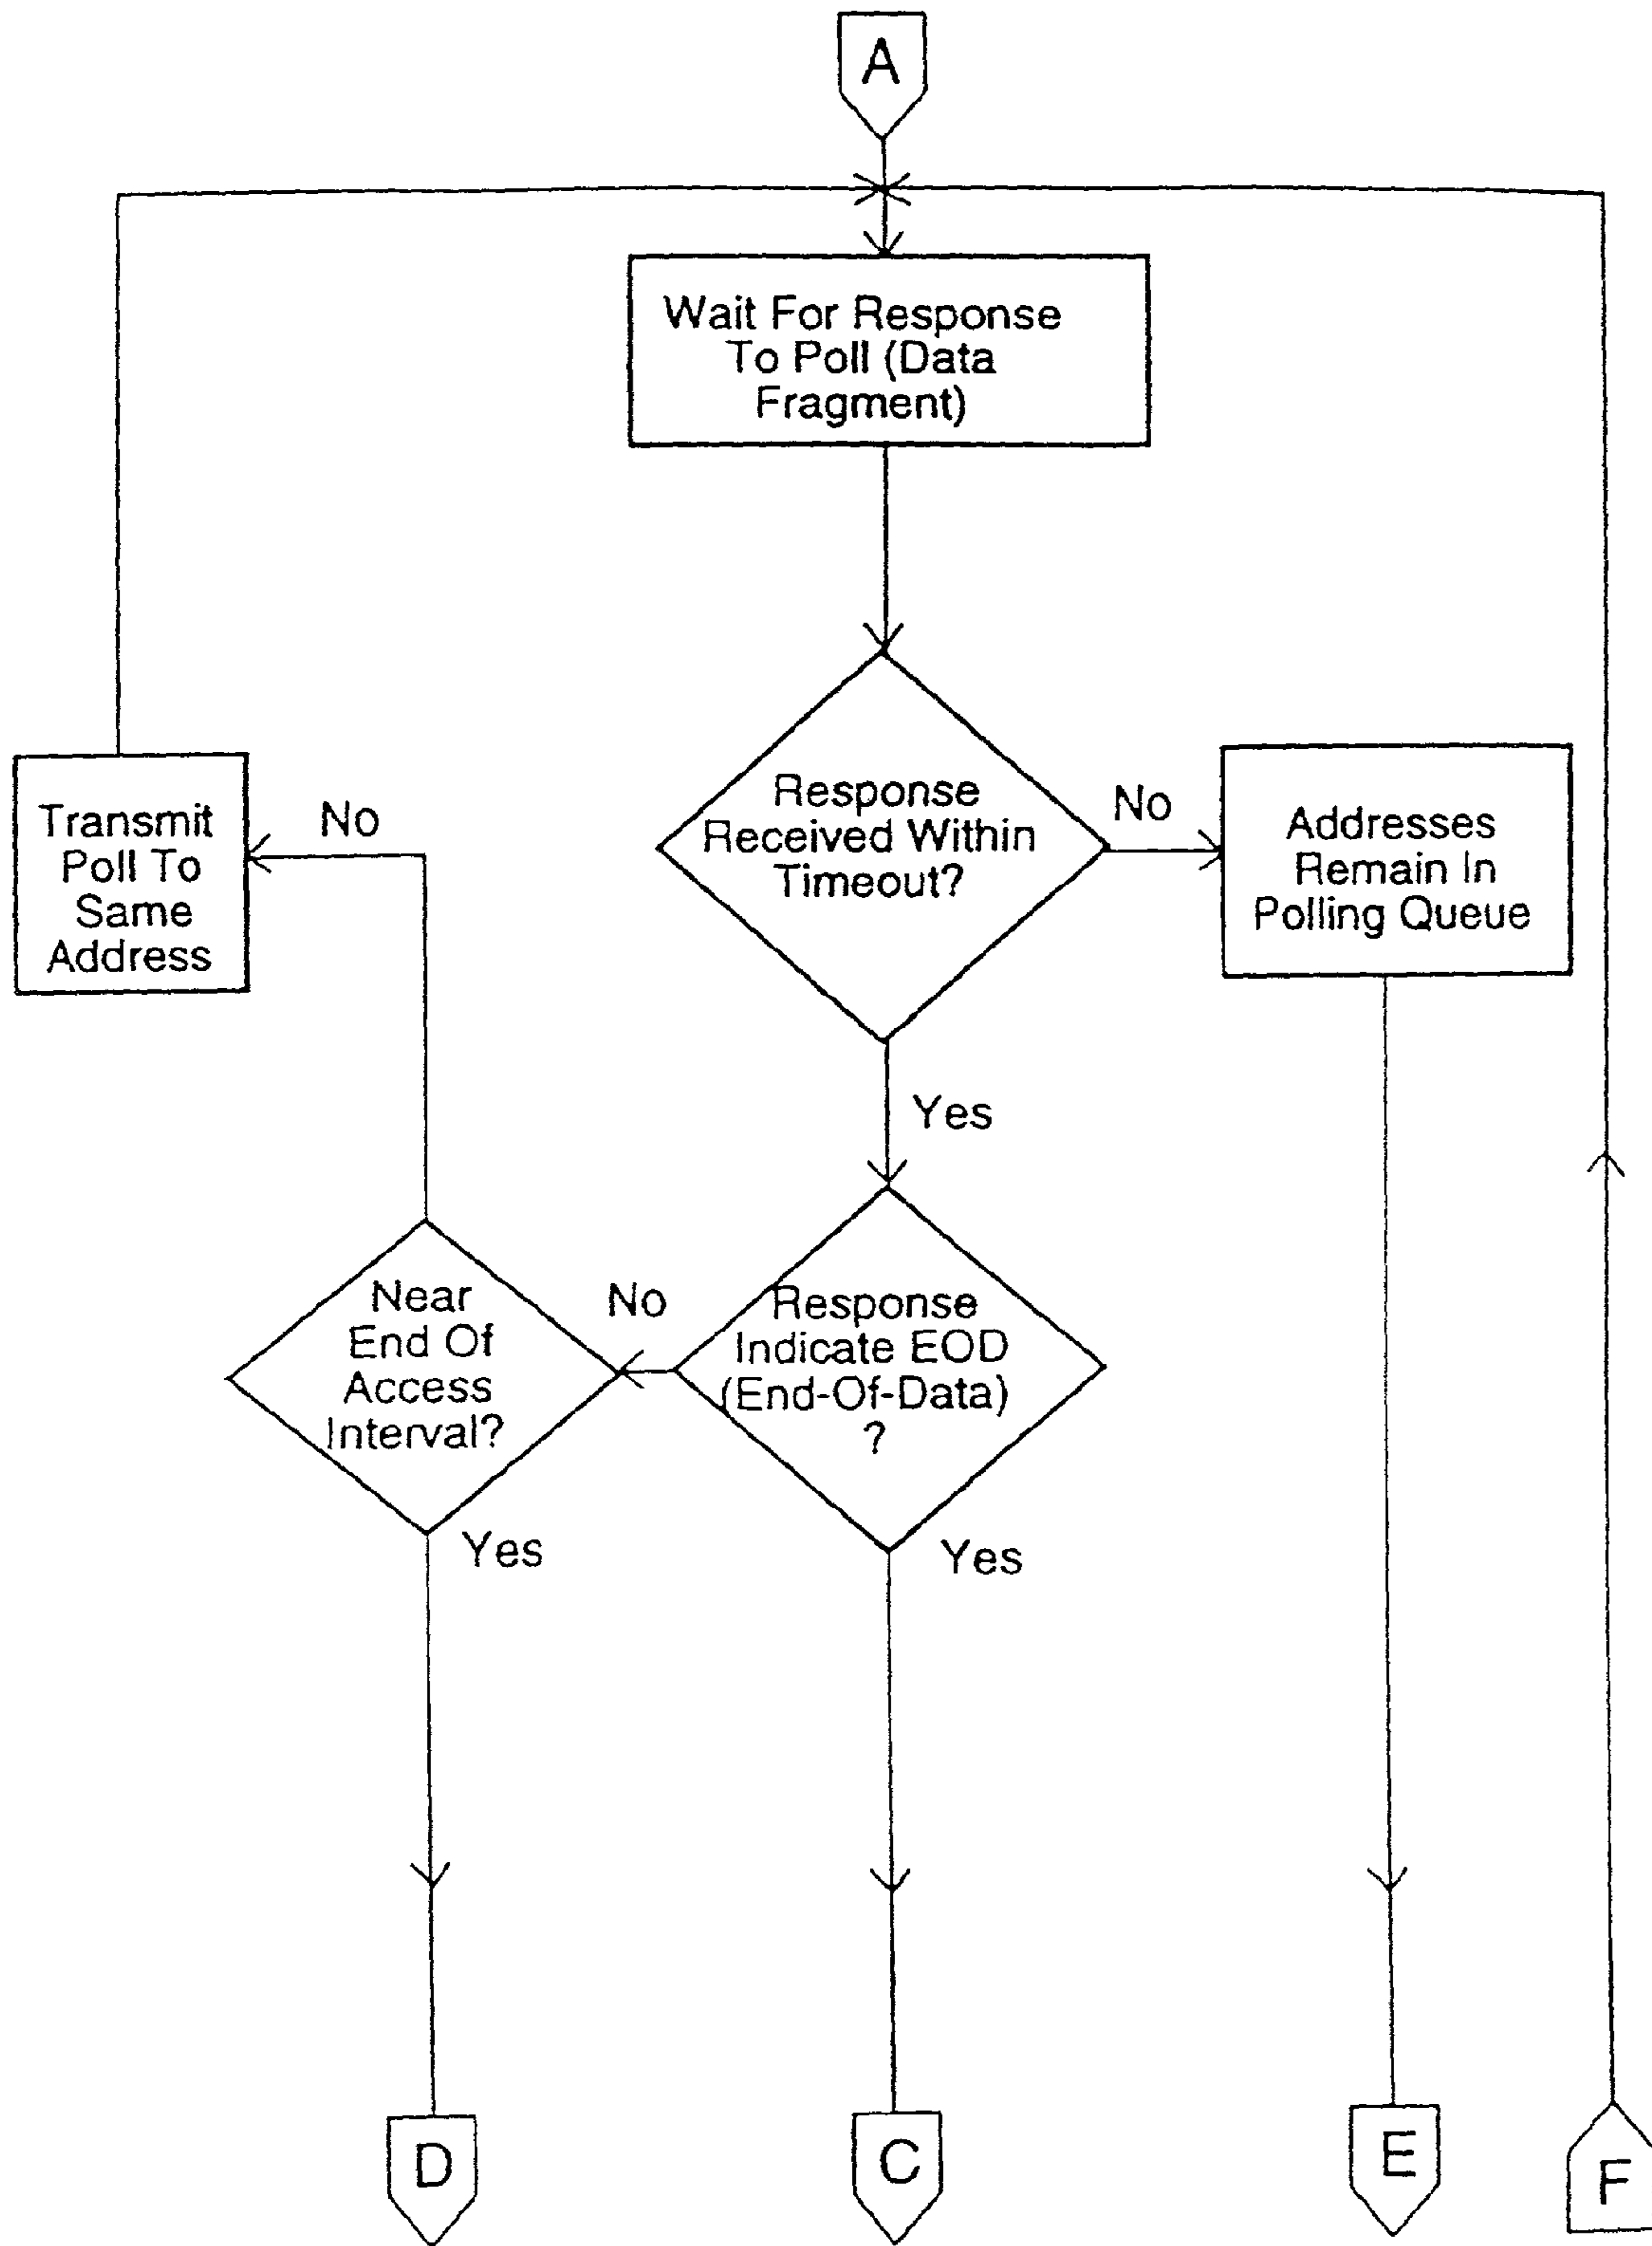 A
Wait For Response
To Poll (Data
Fragment)
Response
Received Within
Timeout?
No
Addresses
Remain In
Polling Queue
Transmit
Poll To
Same
Address
No
Yes
Near
End Of
Access
Interval?
No
Response
Indicate EOD
(End-Of-Data)
?
Yes
Yes
D
C
E
F